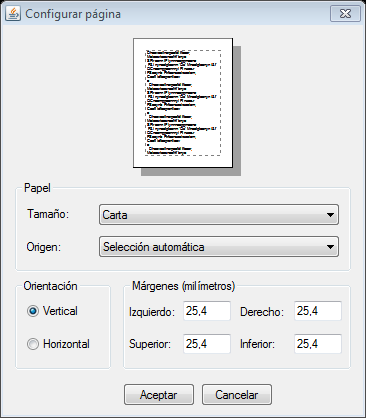 Configurar página
Papel
Tamaño: Carta
Origen: Selección automática
Orientación
Vertical
Horizontal
Márgenes (milímetros)
Izquierdo: 25,4 Derecho: 25,4
Superior: 25,4 Inferior: 25,4
Aceptar Cancelar